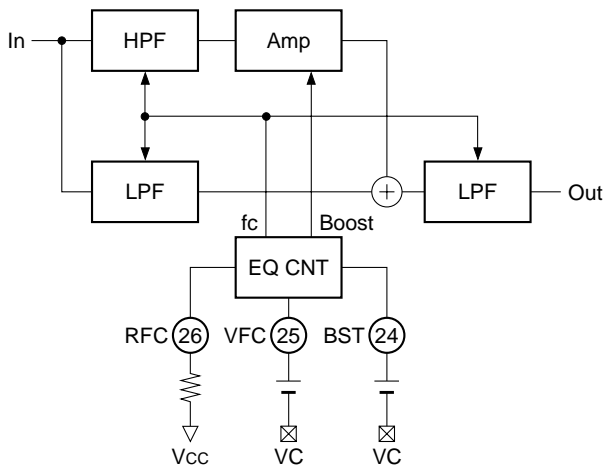 In
HPF
Amp
LPF
LPF
Out
fc
Boost
EQ CNT
RFC 26
VFC 25
BST 24
VCC
VC
VC